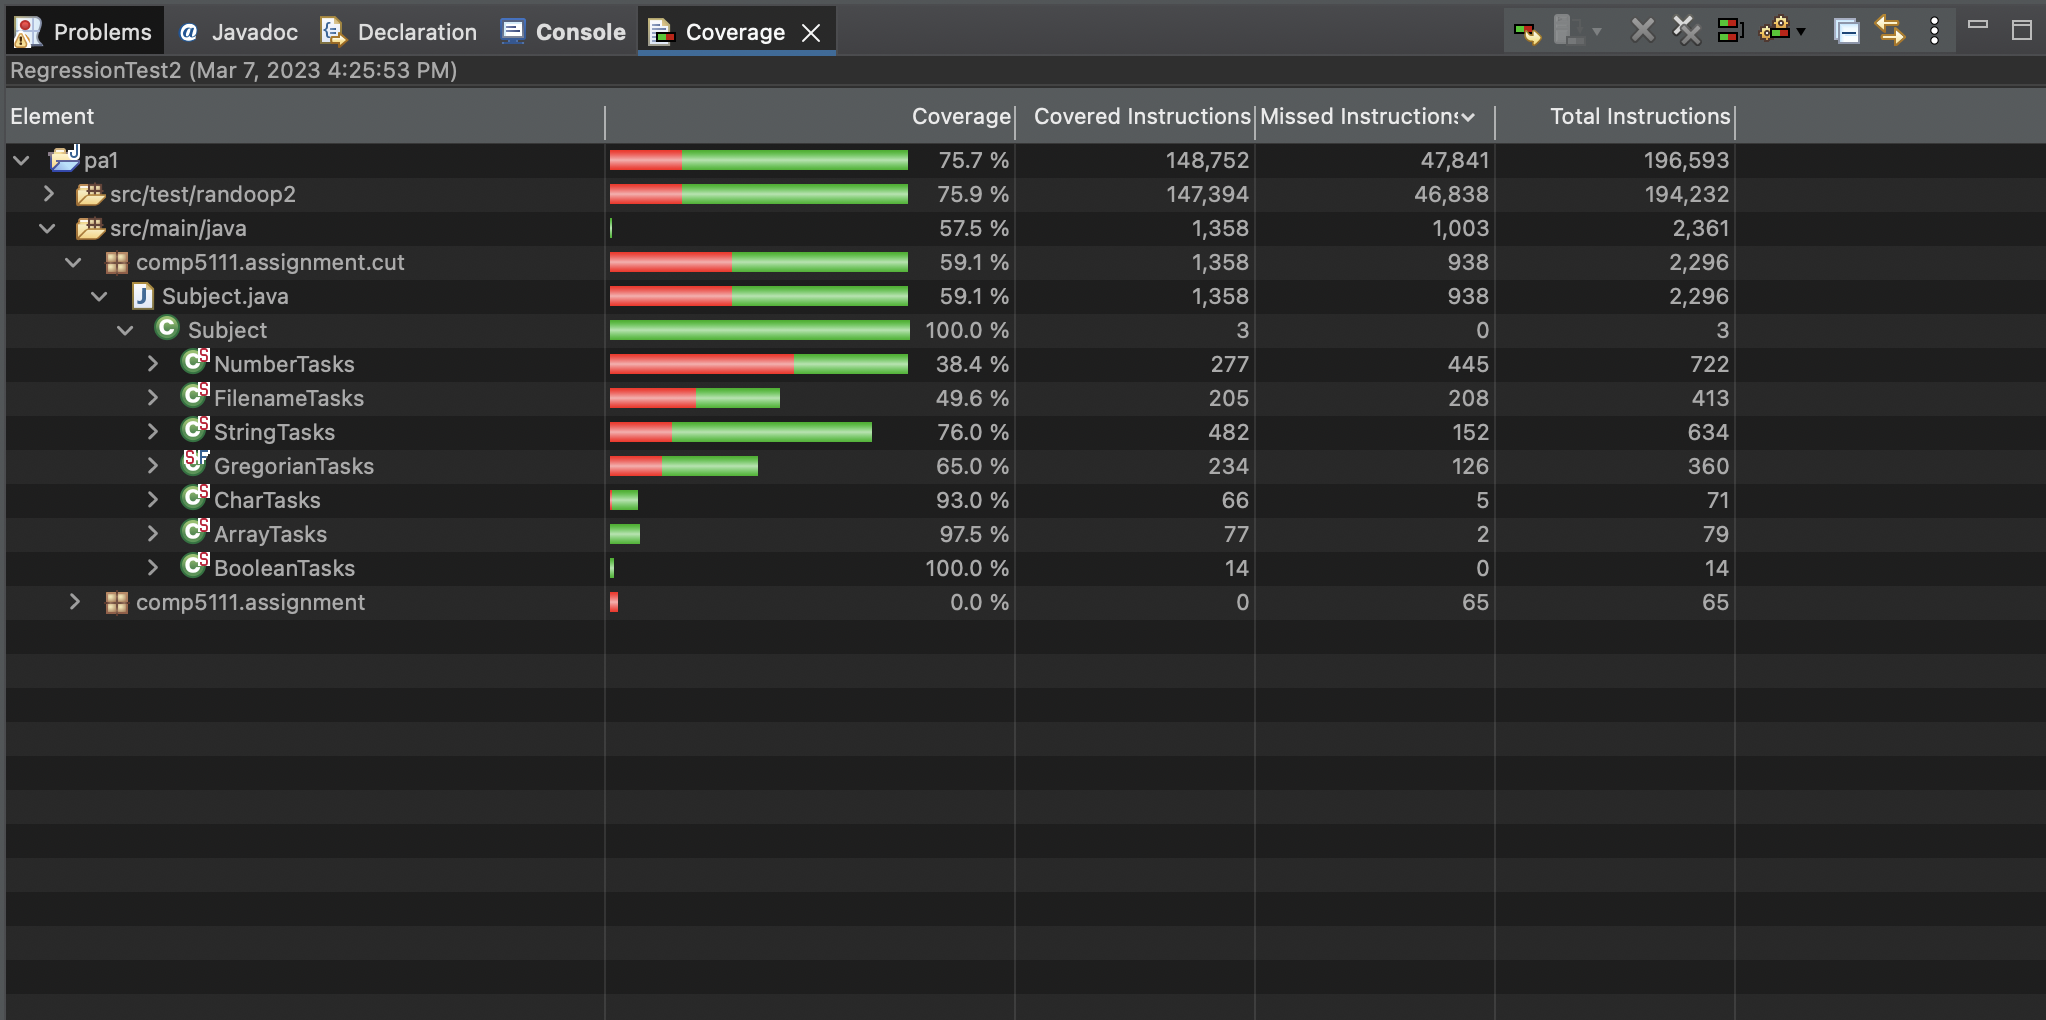 Problems Javadoc Declaration Console Coverage
RegressionTest2 (Mar 7, 2023 4:25:53 PM)
Element Coverage Covered Instructions Missed Instructions Total Instructions
pa1 75.7 % 148,752 47,841 196,593
src/test/randoop2 75.9 % 147,394 46,838 194,232
src/main/java 57.5 % 1,358 1,003 2,361
comp5111.assignment.cut 59.1 % 1,358 938 2,296
Subject.java 59.1 % 1,358 938 2,296
Subject 100.0 % 3 0 3
NumberTasks 38.4 % 277 445 722
FilenameTasks 49.6 % 205 208 413
StringTasks 76.0 % 482 152 634
GregorianTasks 65.0 % 234 126 360
CharTasks 93.0 % 66 5 71
ArrayTasks 97.5 % 77 2 79
BooleanTasks 100.0 % 14 0 14
comp5111.assignment 0.0 % 0 65 65